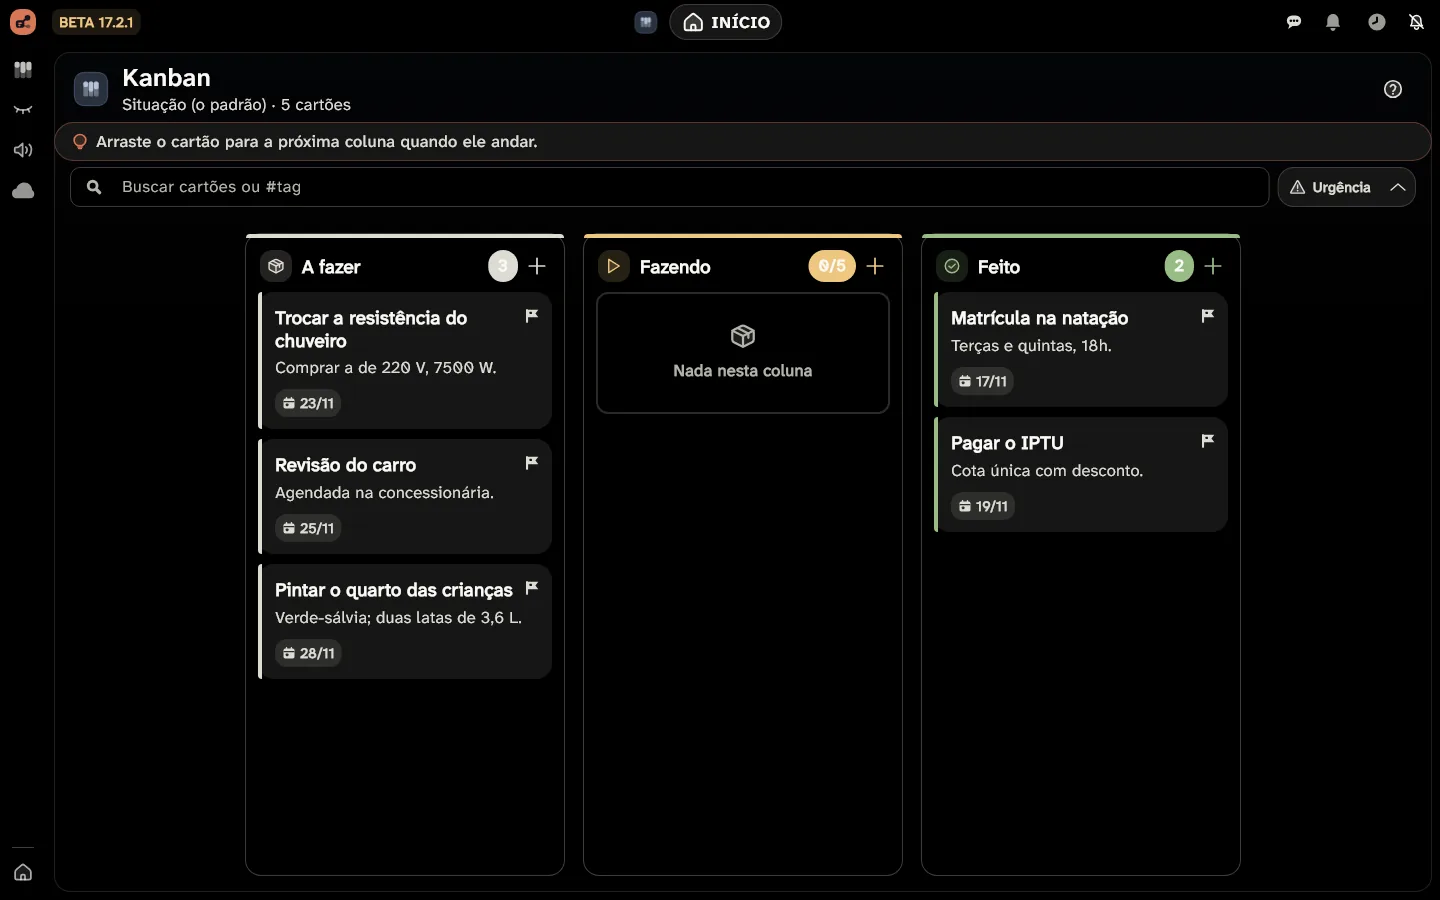 BETA 17.2.1
INÍCIO
Kanban
Situação (o padrão) · 5 cartões
Arraste o cartão para a próxima coluna quando ele andar.
Buscar cartões ou #tag
Urgência
A fazer
3
Trocar a resistência do
chuveiro
Comprar a de 220 V, 7500 W.
23/11
Revisão do carro
Agendada na concessionária.
25/11
Pintar o quarto das crianças
Verde-sálvia; duas latas de 3,6 L.
28/11
Fazendo
0/5
Nada nesta coluna
Feito
2
Matrícula na natação
Terças e quintas, 18h.
17/11
Pagar o IPTU
Cota única com desconto.
19/11